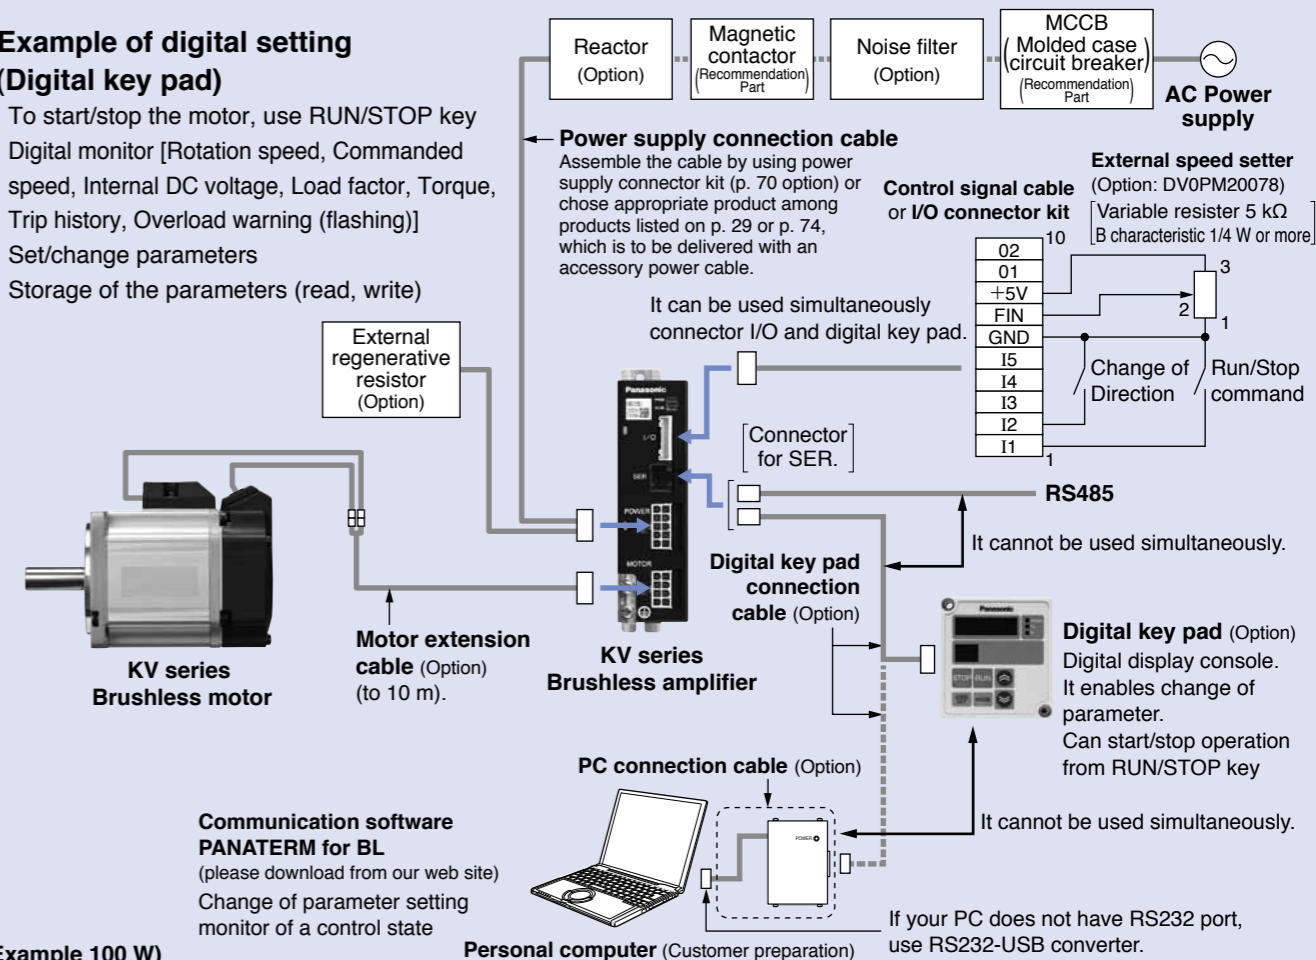 Example of digital setting
(Digital key pad)
To start/stop the motor, use RUN/STOP key
Digital monitor [Rotation speed, Commanded
speed, Internal DC voltage, Load factor, Torque,
Trip history, Overload warning (flashing)]
Set/change parameters
Storage of the parameters (read, write)
Reactor
(Option)
Magnetic
contactor
(Recommendation Part)
Noise filter
(Option)
MCCB
(Molded case
circuit breaker)
(Recommendation Part)
AC Power
supply
Power supply connection cable
Assemble the cable by using power
supply connector kit (p. 70 option) or
chose appropriate product among
products listed on p. 29 or p. 74,
which is to be delivered with an
accessory power cable.
Control signal cable
or I/O connector kit
External speed setter
(Option: DV0PM20078)
[Variable resister 5 kΩ
B characteristic 1/4 W or more]
10
02
01
+5V
FIN
GND
I5
I4
I3
I2
I1
1
3
2
1
Change of
Direction
Run/Stop
command
It can be used simultaneously
connector I/O and digital key pad.
External
regenerative
resistor
(Option)
Panasonic
I/O
SER
POWER
MOTOR
[Connector
for SER.]
RS485
It cannot be used simultaneously.
Digital key pad
connection
cable (Option)
KV series
Brushless motor
Motor extension
cable (Option)
(to 10 m).
KV series
Brushless amplifier
Panasonic
STOP
RUN
MODE
Digital key pad (Option)
Digital display console.
It enables change of
parameter.
Can start/stop operation
from RUN/STOP key
PC connection cable (Option)
POWER
It cannot be used simultaneously.
Communication software
PANATERM for BL
(please download from our web site)
Change of parameter setting
monitor of a control state
Personal computer (Customer preparation)
If your PC does not have RS232 port,
use RS232-USB converter.
Example 100 W)